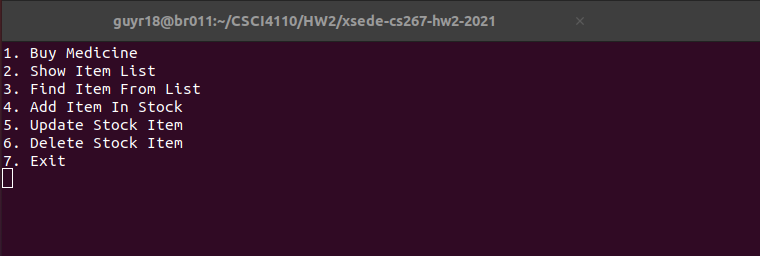 guyr18@br011:~/CSCI4110/HW2/xsede-cs267-hw2-2021
1. Buy Medicine
2. Show Item List
3. Find Item From List
4. Add Item In Stock
5. Update Stock Item
6. Delete Stock Item
7. Exit